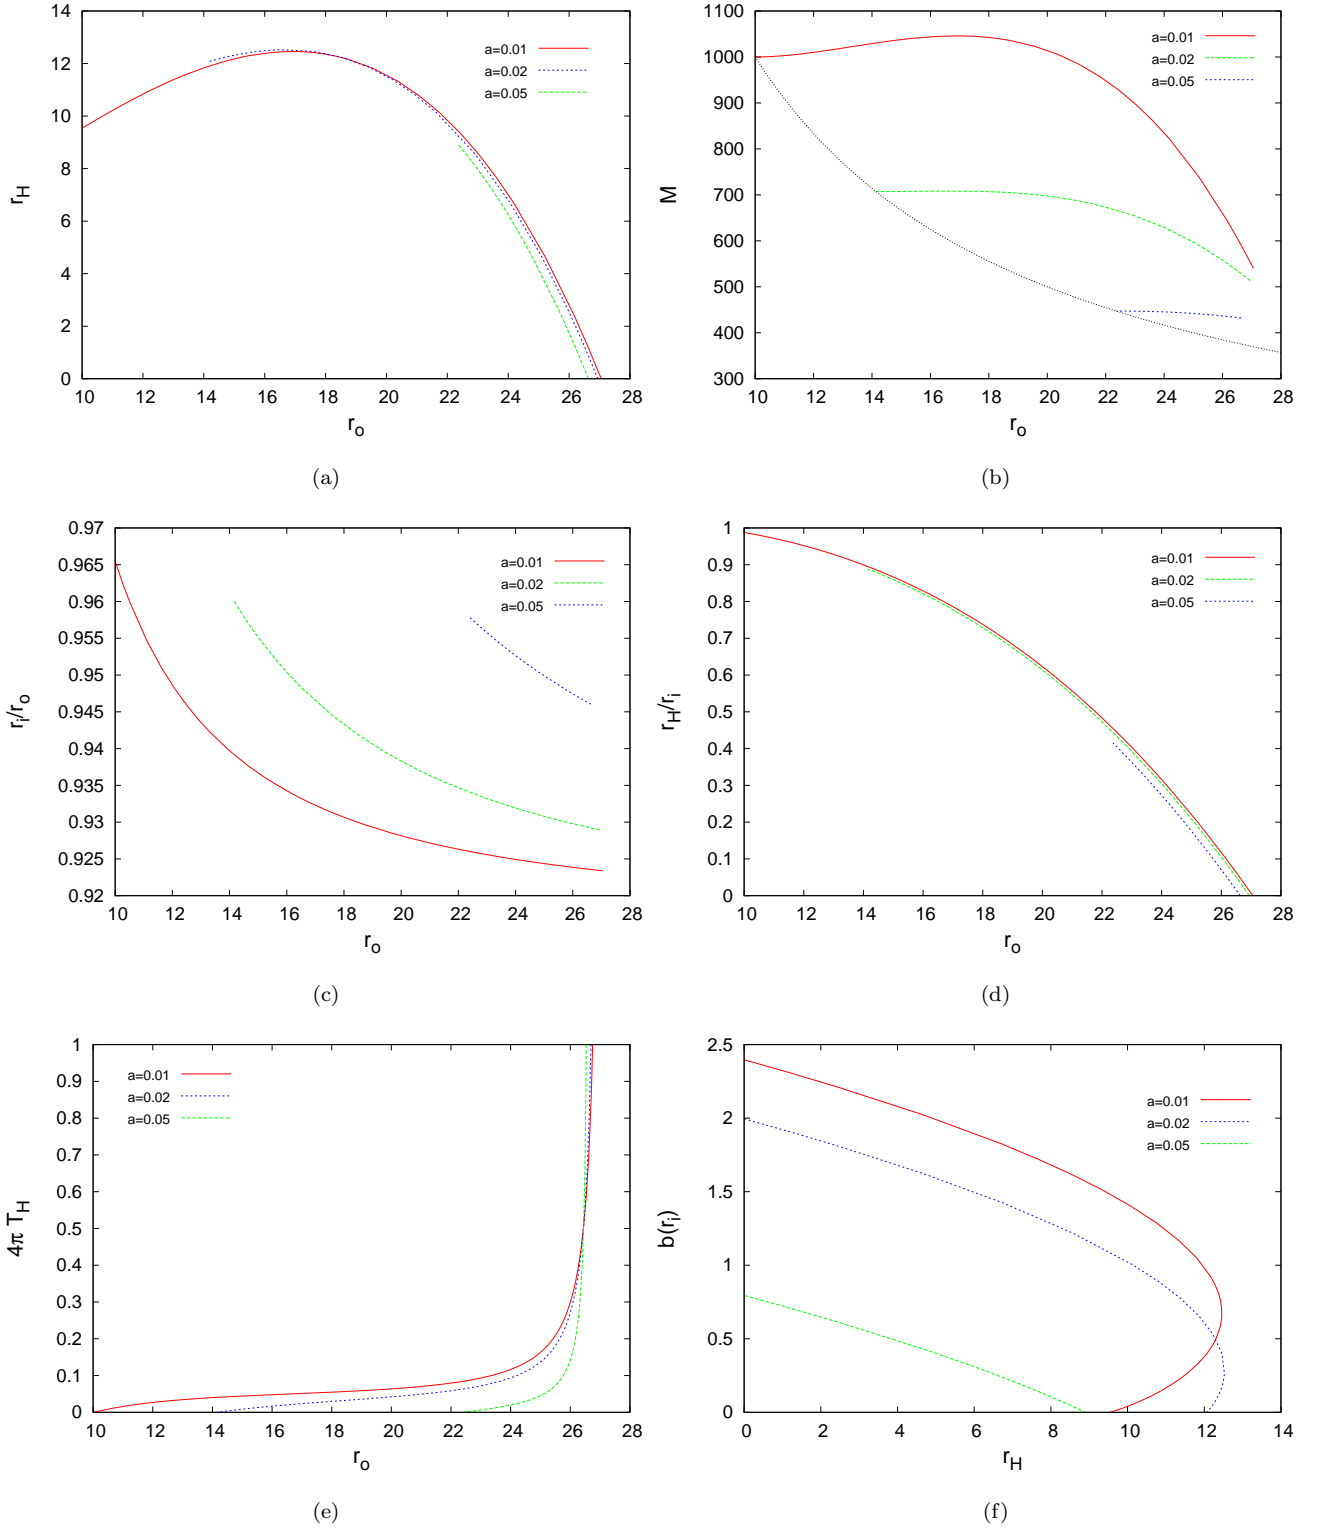 14
12
10
8
6
4
2
0
r_H
a=0.01
a=0.02
a=0.05
10 12 14 16 18 20 22 24 26 28
r_o
(a)
1100
1000
900
800
700
600
500
400
300
M
a=0.01
a=0.02
a=0.05
10 12 14 16 18 20 22 24 26 28
r_o
(b)
0.97
0.965
0.96
0.955
0.95
0.945
0.94
0.935
0.93
0.925
0.92
r_i/r_o
a=0.01
a=0.02
a=0.05
10 12 14 16 18 20 22 24 26 28
r_o
(c)
1
0.9
0.8
0.7
0.6
0.5
0.4
0.3
0.2
0.1
0
r_H/r_i
a=0.01
a=0.02
a=0.05
10 12 14 16 18 20 22 24 26 28
r_o
(d)
1
0.9
0.8
0.7
0.6
0.5
0.4
0.3
0.2
0.1
0
4π T_H
a=0.01
a=0.02
a=0.05
10 12 14 16 18 20 22 24 26 28
r_o
(e)
2.5
2
1.5
1
0.5
0
b(r_i)
a=0.01
a=0.02
a=0.05
0 2 4 6 8 10 12 14
r_H
(f)